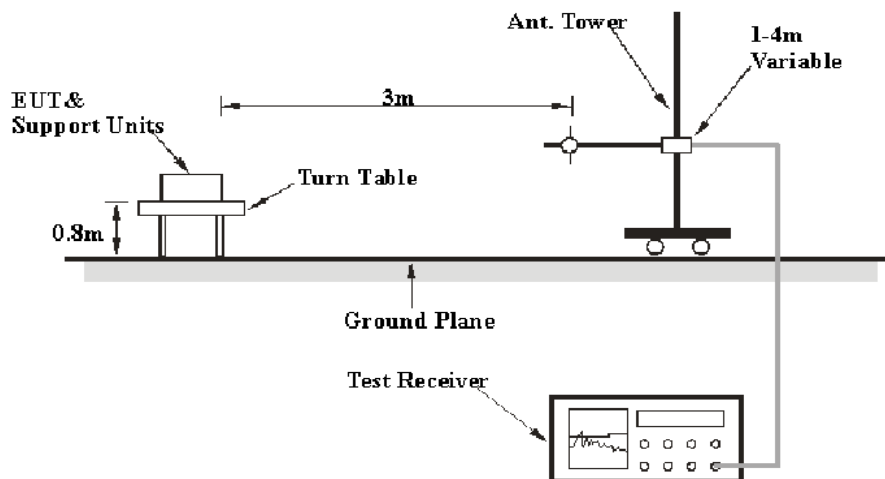 Ant. Tower
1-4m
Variable
3m
EUT&
Support Units
Turn Table
0.8m
Ground Plane
Test Receiver